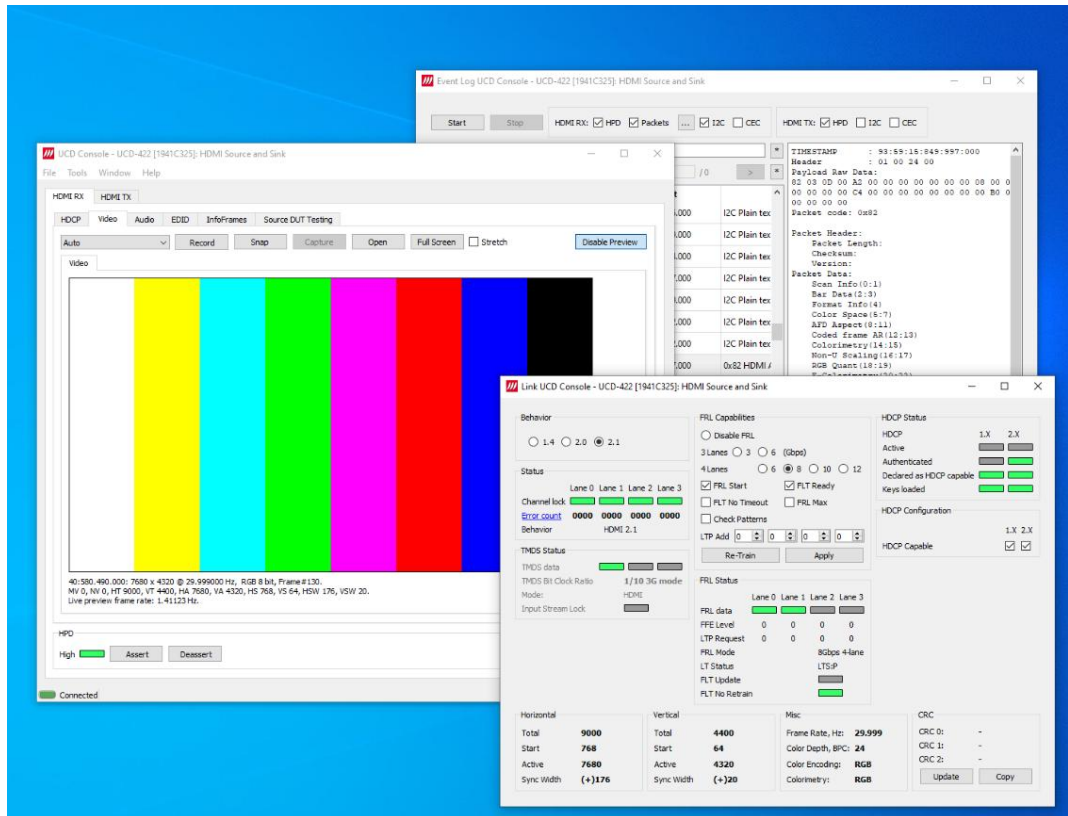 Event Log UCD Console - UCD-422 [1941C325]: HDMI Source and Sink
Start Stop HDMI RX: HPD Packets ... I2C CEC HDMI TX: HPD I2C CEC
* TIMESTAMP : 93:59:15:849:997:000
/0 > * Header : 01 00 24 00
Payload Raw Data:
82 03 0D 00 A2 00 00 00 00 00 00 00 08 00 0
00 00 00 00 C4 00 00 00 00 00 00 00 00 B0 0
00 00 00 00
Packet code: 0x82
Packet Header:
Packet Length:
Checksum:
Version:
Packet Data:
Scan Info(0:1)
Bar Data(2:3)
Format Info(4)
Color Space(5:7)
AFD Aspect(8:11)
Coded frame AR(12:13)
Colorimetry(14:15)
Non-U Scaling(16:17)
RGB Quant(18:19)
.000 I2C Plain tex
.000 I2C Plain tex
.000 I2C Plain tex
.000 I2C Plain tex
.000 I2C Plain tex
.000 I2C Plain tex
.000 I2C Plain tex
.000 0x82 HDMI
UCD Console - UCD-422 [1941C325]: HDMI Source and Sink
File Tools Window Help
HDMI RX HDMI TX
HDCP Video Audio EDID InfoFrames Source DUT Testing
Auto Record Snap Capture Open Full Screen Stretch Disable Preview
Video
40:580.490.000: 7680 x 4320 @ 29.999000 Hz, RGB 8 bit, Frame#130.
MV 0, NV 0, HT 9000, VT 4400, HA 7680, VA 4320, HS 768, VS 64, HSW 176, VSW 20.
Live preview frame rate: 1.41123 Hz.
HPD
High Assert Deassert
Connected
Link UCD Console - UCD-422 [1941C325]: HDMI Source and Sink
Behavior
1.4 2.0 2.1
Status
Lane 0 Lane 1 Lane 2 Lane 3
Channel lock
Error count 0000 0000 0000 0000
Behavior HDMI 2.1
TMDS Status
TMDS data
TMDS Bit Clock Ratio 1/10 3G mode
Mode: HDMI
Input Stream Lock
FRL Capabilities
Disable FRL
3 Lanes 3 6 (Gbps)
4 Lanes 6 8 10 12
FRL Start FLT Ready
FLT No Timeout FRL Max
Check Patterns
LTP Add 0 0 0 0
Re-Train Apply
FRL Status
Lane 0 Lane 1 Lane 2 Lane 3
FRL data
FFE Level 0 0 0 0
LTP Request 0 0 0 0
FRL Mode 8Gbps 4-lane
LT Status LTS:P
FLT Update
FLT No Retrain
HDCP Status
HDCP 1.X 2.X
Active
Authenticated
Declared as HDCP capable
Keys loaded
HDCP Configuration
1.X 2.X
HDCP Capable
Horizontal
Total 9000
Start 768
Active 7680
Sync Width (+)176
Vertical
Total 4400
Start 64
Active 4320
Sync Width (+)20
Misc
Frame Rate, Hz: 29.999
Color Depth, BPC: 24
Color Encoding: RGB
Colorimetry: RGB
CRC
CRC 0: -
CRC 1: -
CRC 2: -
Update Copy